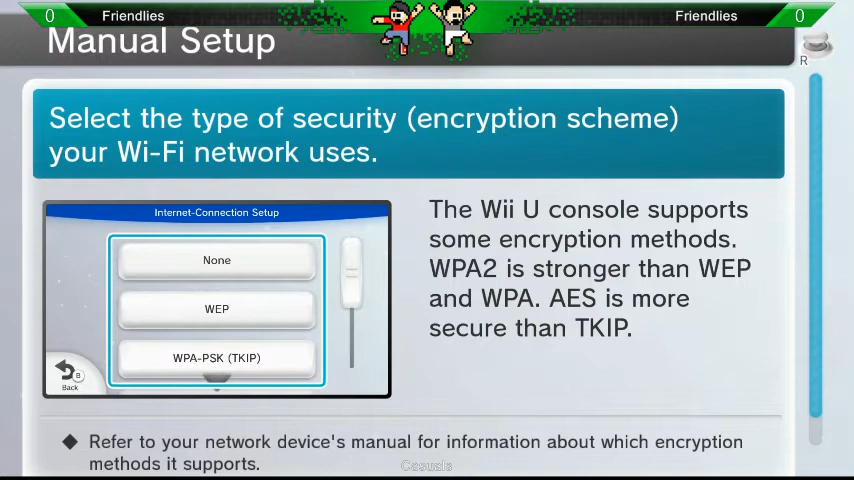 0 Friendlies Friendlies 0
Manual Setup
R
Select the type of security (encryption scheme)
your Wi-Fi network uses.
Internet-Connection Setup
None
WEP
WPA-PSK (TKIP)
B
Back
The Wii U console supports
some encryption methods.
WPA2 is stronger than WEP
and WPA. AES is more
secure than TKIP.
◆ Refer to your network device's manual for information about which encryption
methods it supports.
Casuals